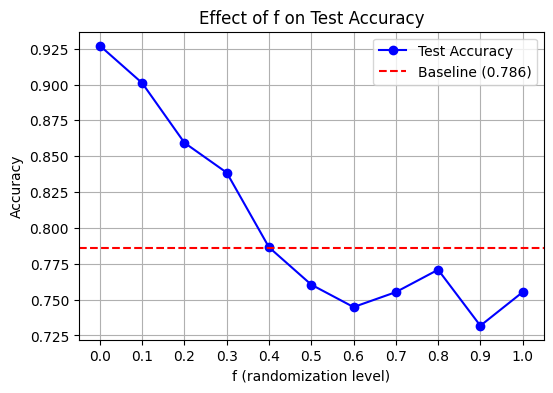 Effect of f on Test Accuracy
Test Accuracy
Baseline (0.786)
Accuracy
0.925
0.900
0.875
0.850
0.825
0.800
0.775
0.750
0.725
0.0 0.1 0.2 0.3 0.4 0.5 0.6 0.7 0.8 0.9 1.0
f (randomization level)